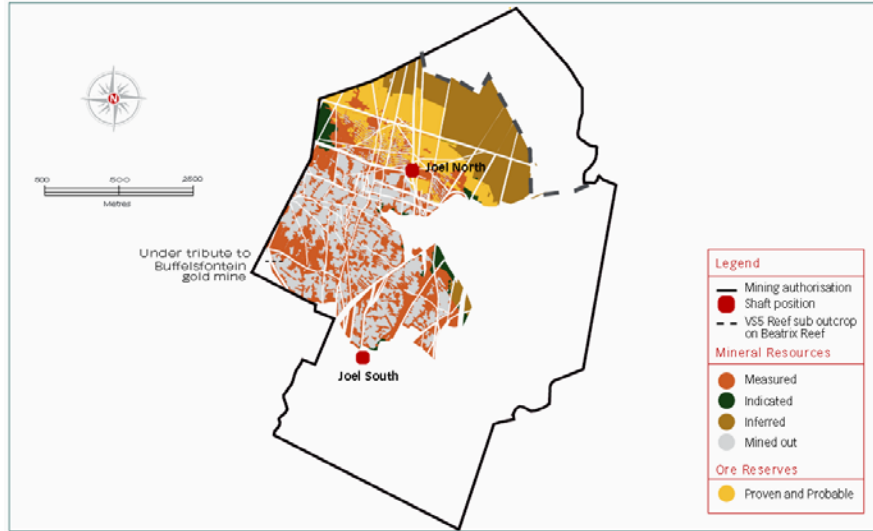 N
Joel North
500
500
2500
Metres
Under tribute to
Buffelsfontein
gold mine
Joel South
Legend
Mining authorisation
Shaft position
VS5 Reef sub outcrop
on Beatrix Reef
Mineral Resources
Measured
Indicated
Inferred
Mined out
Ore Reserves
Proven and Probable